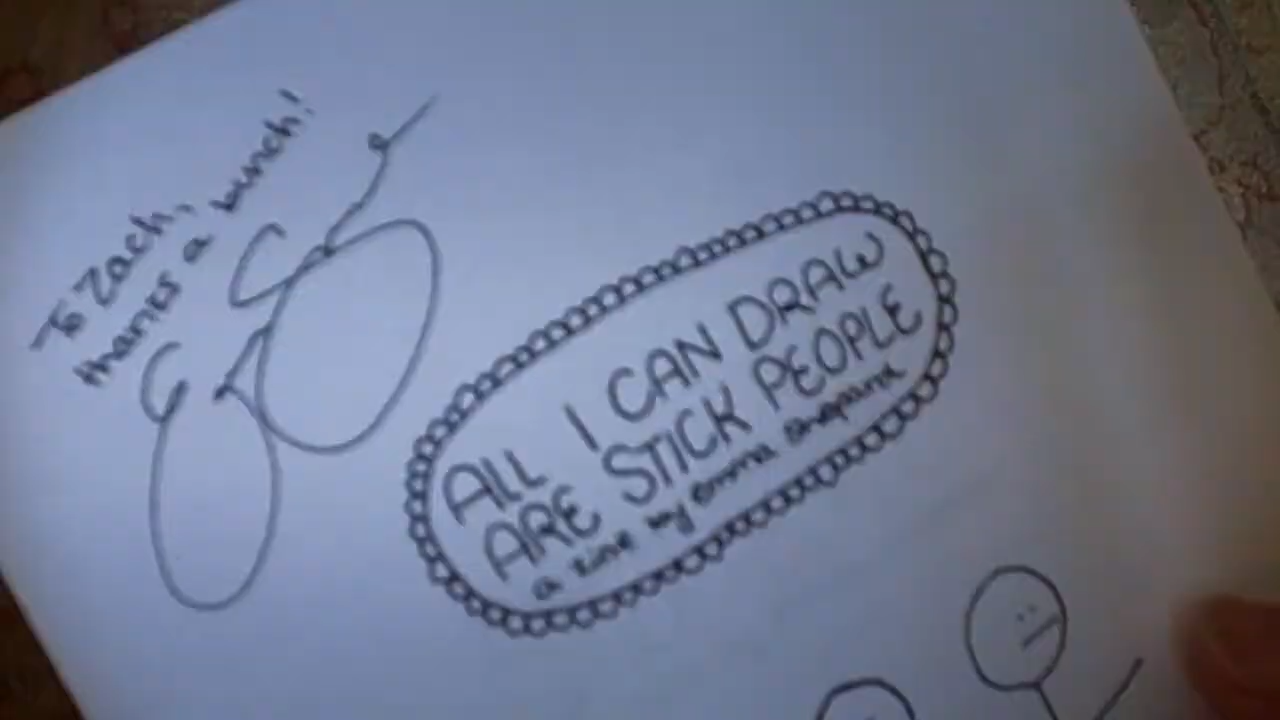 To Zach,
thanks a bunch!
ALL I CAN DRAW
ARE STICK PEOPLE
a zine by emma